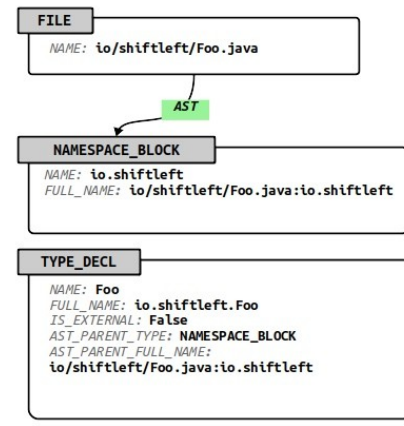 FILE
NAME: io/shiftleft/Foo.java
AST
NAMESPACE_BLOCK
NAME: io.shiftleft
FULL_NAME: io/shiftleft/Foo.java:io.shiftleft
TYPE_DECL
NAME: Foo
FULL_NAME: io.shiftleft.Foo
IS_EXTERNAL: False
AST_PARENT_TYPE: NAMESPACE_BLOCK
AST_PARENT_FULL_NAME:
io/shiftleft/Foo.java:io.shiftleft